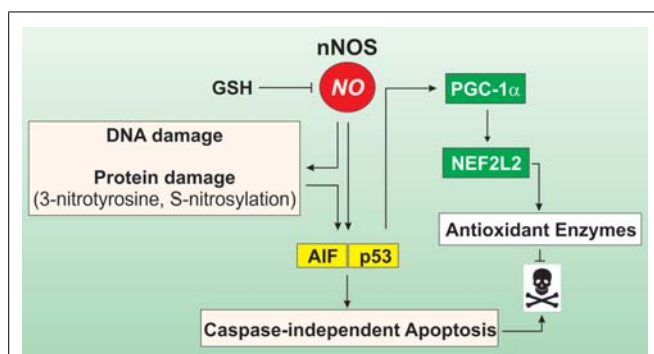 nNOS
GSH
NO
PGC-1α
DNA damage
Protein damage
(3-nitrotyrosine, S-nitrosylation)
NEF2L2
Antioxidant Enzymes
AIF p53
Caspase-independent Apoptosis